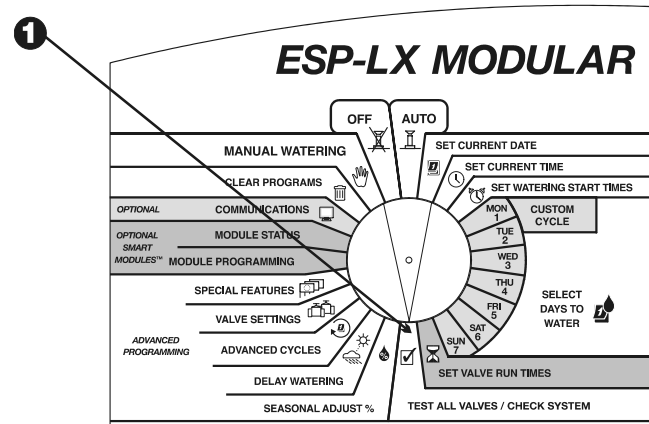 1
ESP-LX MODULAR
OFF
AUTO
MANUAL WATERING
SET CURRENT DATE
CLEAR PROGRAMS
SET CURRENT TIME
SET WATERING START TIMES
OPTIONAL
COMMUNICATIONS
MON
1
CUSTOM
CYCLE
OPTIONAL
SMART
MODULES™
MODULE STATUS
MODULE PROGRAMMING
TUE
2
WED
3
THU
4
FRI
5
SAT
6
SUN
7
SELECT
DAYS TO
WATER
SPECIAL FEATURES
VALVE SETTINGS
ADVANCED
PROGRAMMING
ADVANCED CYCLES
DELAY WATERING
SEASONAL ADJUST %
SET VALVE RUN TIMES
TEST ALL VALVES / CHECK SYSTEM